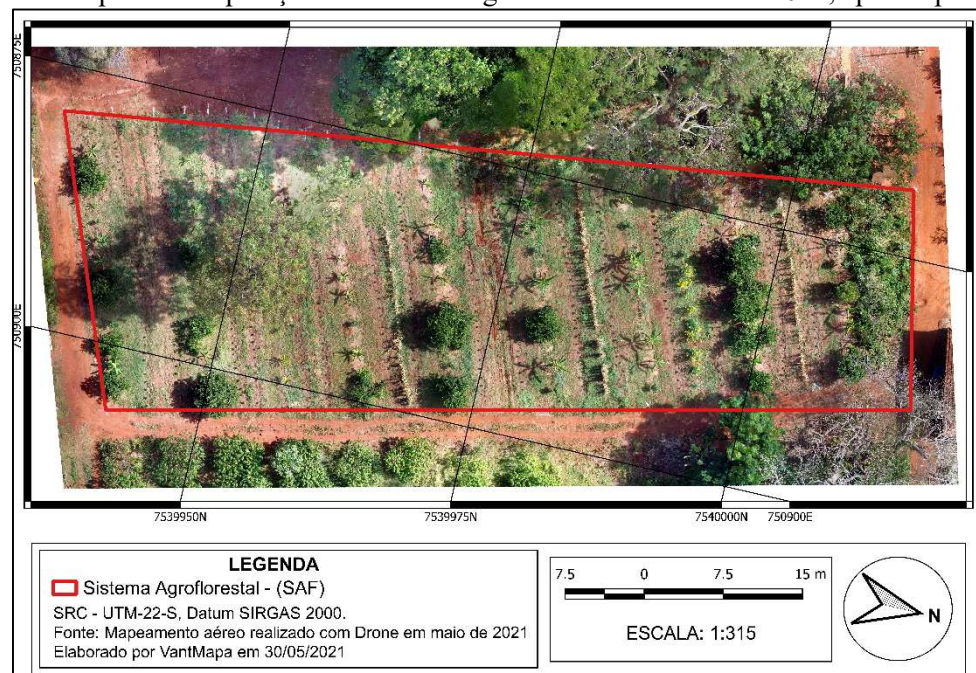 750875E
750900E
7539950N
7539975N
7540000N
750900E
LEGENDA
Sistema Agroflorestal - (SAF)
SRC - UTM-22-S, Datum SIRGAS 2000.
Fonte: Mapeamento aéreo realizado com Drone em maio de 2021
Elaborado por VantMapa em 30/05/2021
7.5 0 7.5 15 m
ESCALA: 1:315
N